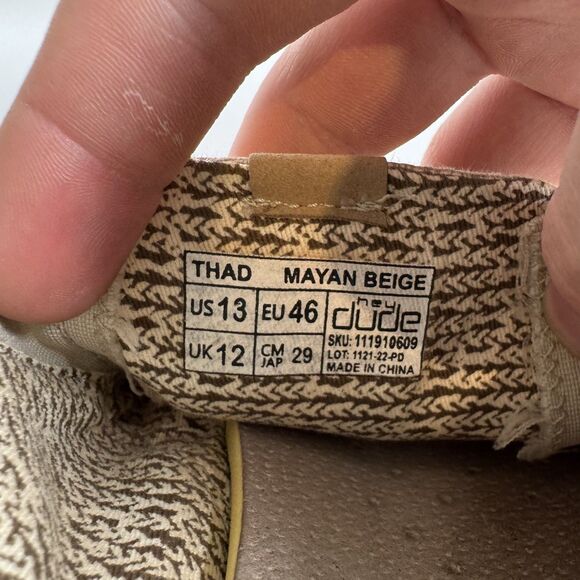 THAD MAYAN BEIGE
US 13 EU 46 hey dude
SKU: 111910609
UK 12 CM JAP 29 LOT: 1121-22-PD
MADE IN CHINA